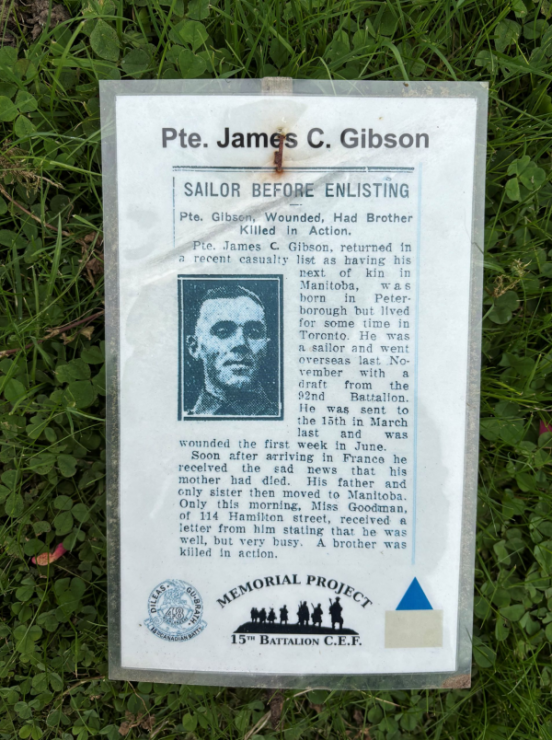 Pte. James C. Gibson
SAILOR BEFORE ENLISTING
Pte. Gibson, Wounded, Had Brother
Killed in Action.
Pte. James C. Gibson, returned in
a recent casualty list as having his
next of kin in
Manitoba, was
born in Peter-
borough but lived
for some time in
Toronto. He was
a sailor and went
overseas last No-
vember with a
draft from the
92nd Battalion.
He was sent to
the 15th in March
last and was
wounded the first week in June.
Soon after arriving in France he
received the sad news that his
mother had died. His father and
only sister then moved to Manitoba.
Only this morning, Miss Goodman,
of 114 Hamilton street, received a
letter from him stating that he was
well, but very busy. A brother was
killed in action.
DILEAS GU BRATH
48
MEMORIAL PROJECT
15TH BATTALION C.E.F.